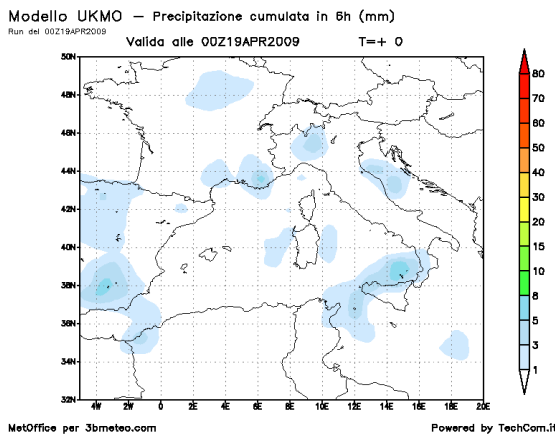 Modello UKMO – Precipitazione cumulata in 6h (mm)
Run del 00Z19APR2009
Valida alle 00Z19APR2009 T=+ 0
50N
48N
46N
44N
42N
40N
38N
36N
34N
32N
4W 2W 0 2E 4E 6E 8E 10E 12E 14E 16E 18E 20E
80
70
60
50
40
30
20
15
10
8
5
3
1
MetOffice per 3bmeteo.com
Powered by TechCom.it